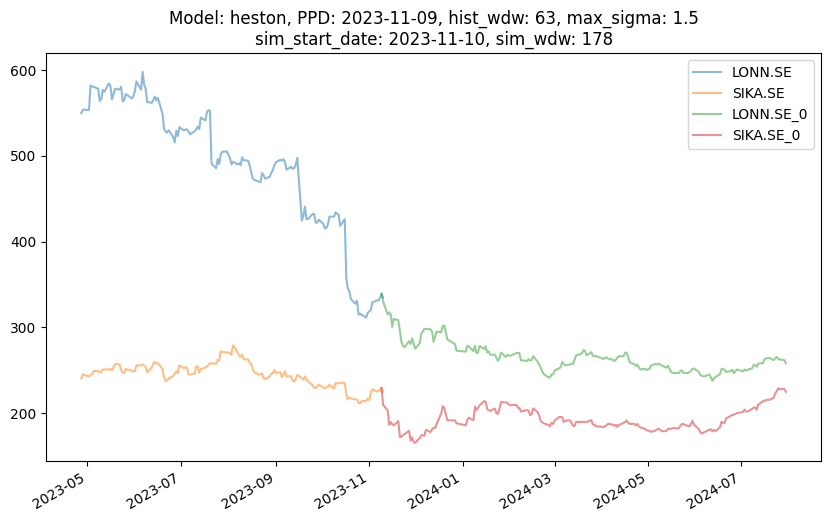 Model: heston, PPD: 2023-11-09, hist_wdw: 63, max_sigma: 1.5
sim_start_date: 2023-11-10, sim_wdw: 178
LONN.SE
SIKA.SE
LONN.SE_0
SIKA.SE_0
600
500
400
300
200
2023-05
2023-07
2023-09
2023-11
2024-01
2024-03
2024-05
2024-07